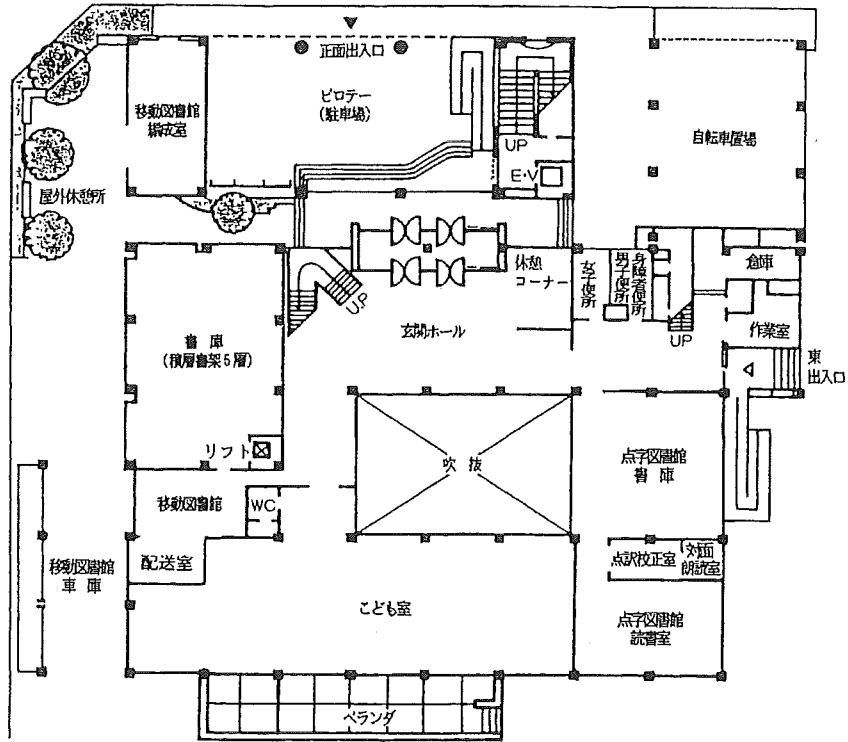 正面出入口
ピロテー
(駐車場)
移動図書館
編成室
UP
E・V
自転車置場
屋外休憩所
休憩
コーナー
女子便所
男子便所
身障者便所
倉庫
UP
玄関ホール
UP
作業室
東
出入口
書庫
(積層書架5層)
リフト
吹抜
点字図書館
書庫
移動図書館
WC
配送室
移動図書館
車庫
点訳校正室
対面
朗読室
こども室
点字図書館
読書室
ベランダ